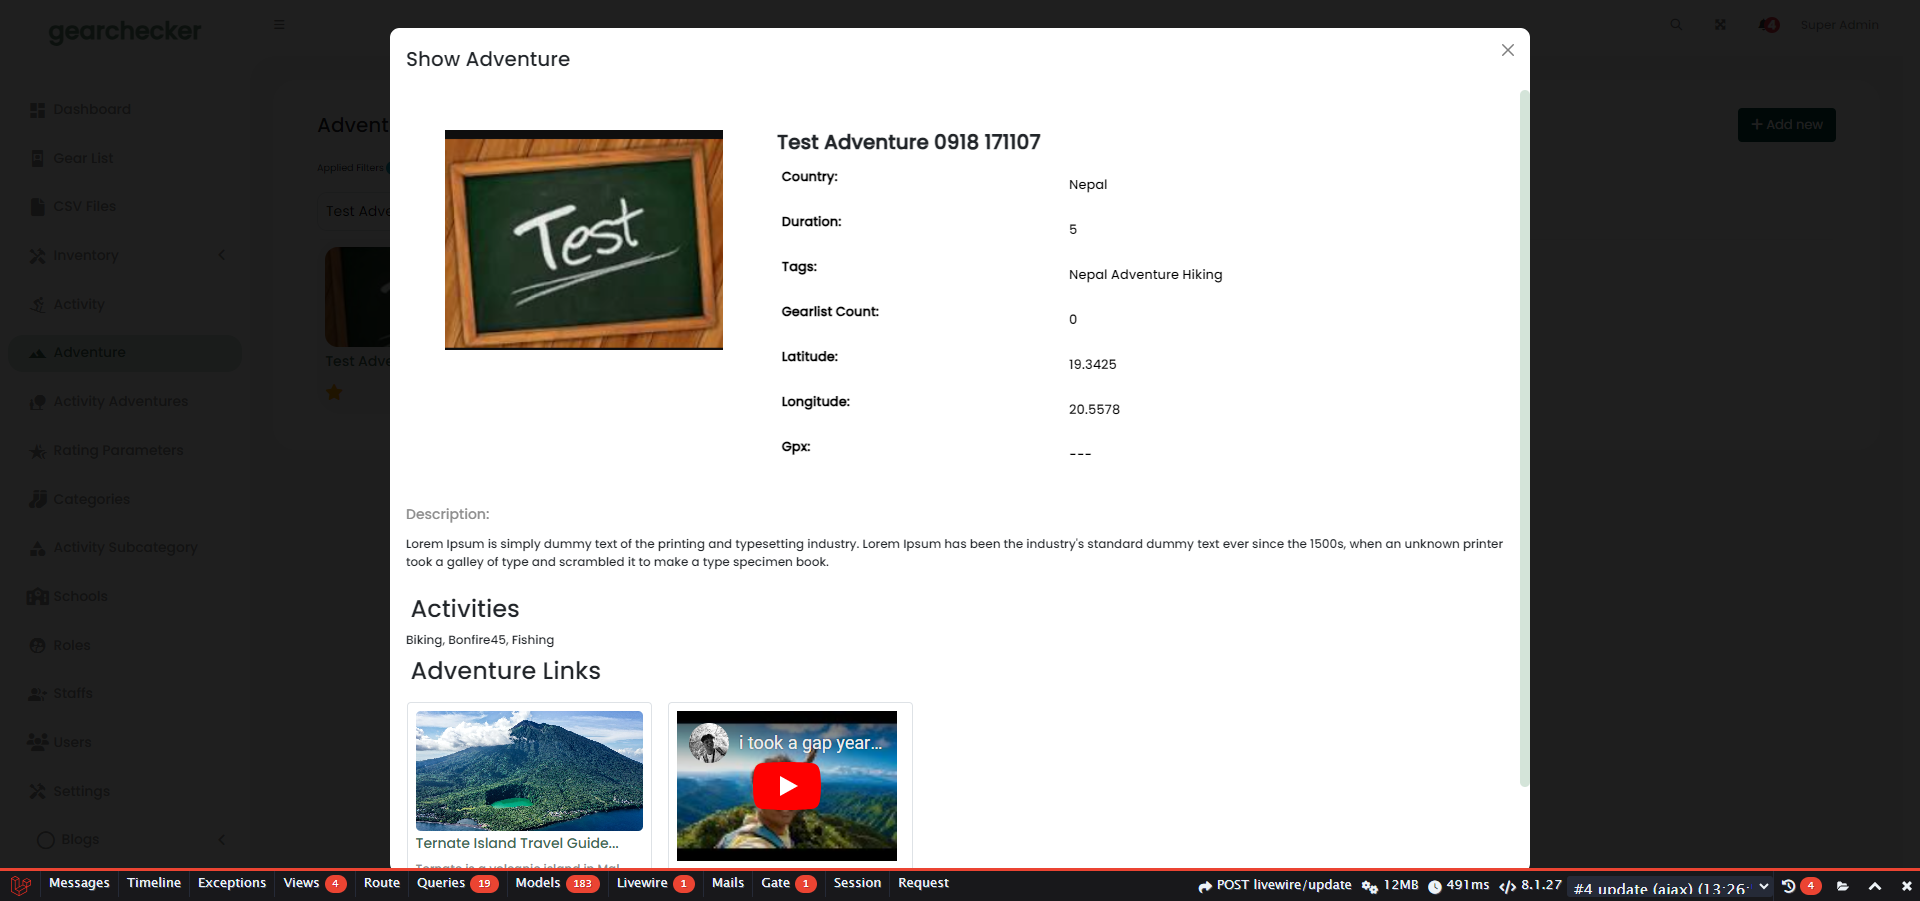 gearchecker
Super Admin
4
Show Adventure
Dashboard
Gear List
CSV Files
Inventory
Activity
Adventure
Activity Adventures
Rating Parameters
Categories
Activity Subcategory
Schools
Roles
Staffs
Users
Settings
Blogs
Advent
+ Add new
Applied Filters
Test Adve
Test Adve
Test
Test Adventure 0918 171107
Country:
Nepal
Duration:
5
Tags:
Nepal Adventure Hiking
Gearlist Count:
0
Latitude:
19.3425
Longitude:
20.5578
Gpx:
---
Description:
Lorem Ipsum is simply dummy text of the printing and typesetting industry. Lorem Ipsum has been the industry's standard dummy text ever since the 1500s, when an unknown printer
took a galley of type and scrambled it to make a type specimen book.
Activities
Biking, Bonfire45, Fishing
Adventure Links
i took a gap year...
Ternate Island Travel Guide...
Ternate is a volcanic island in Mal
Messages Timeline Exceptions Views 4 Route Queries 19 Models 183 Livewire 1 Mails Gate 1 Session Request POST livewire/update 12MB 491ms 8.1.27 #4 update (ajax) (13:26: 4